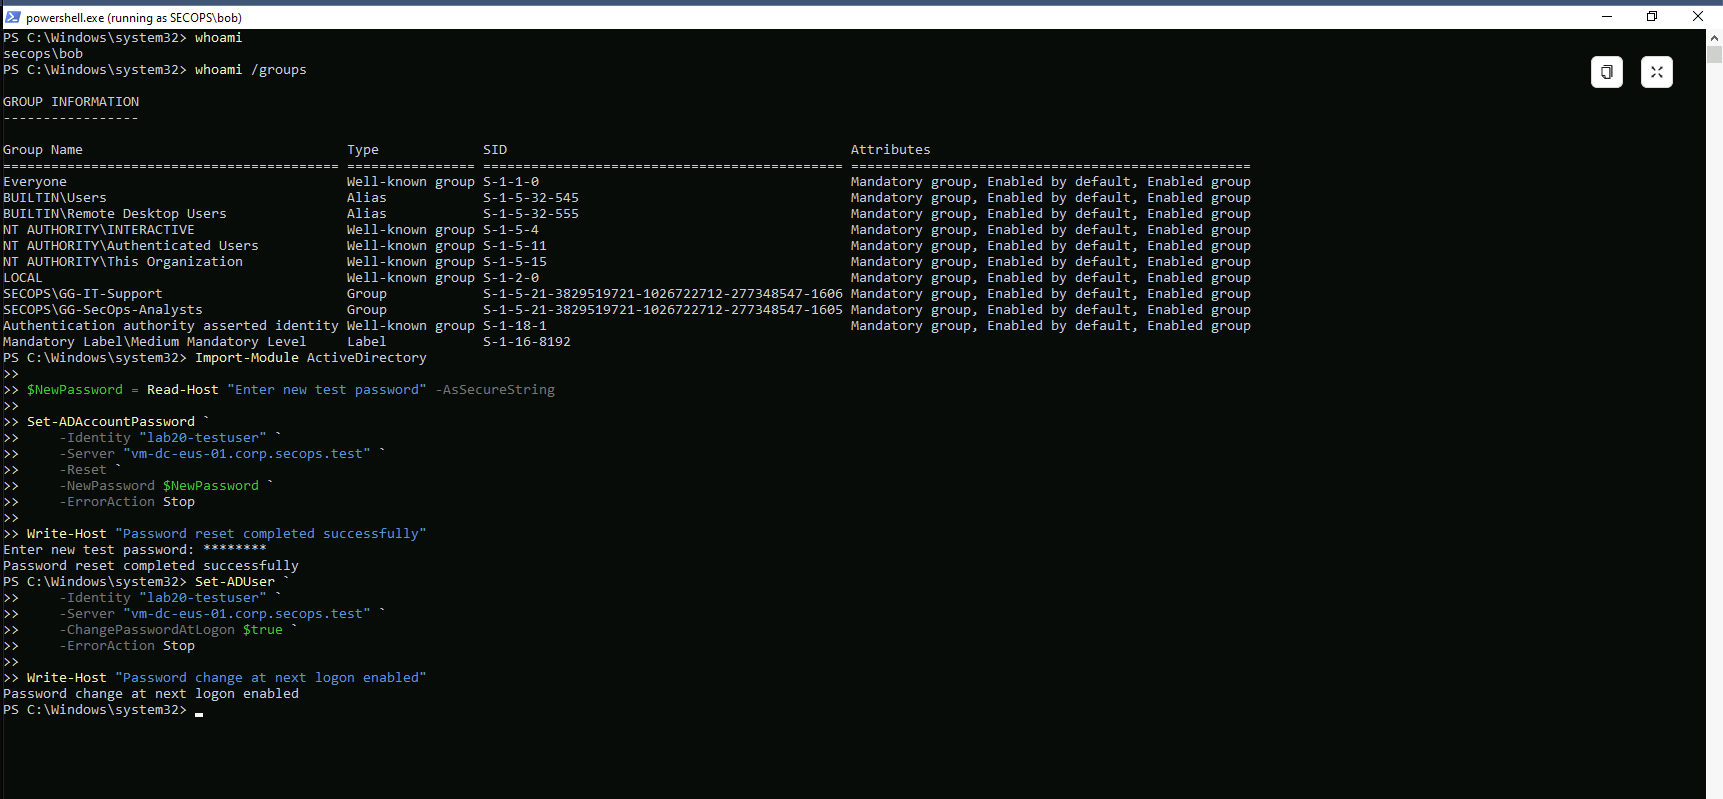 powershell.exe (running as SECOPS\bob)
PS C:\Windows\system32> whoami
secops\bob
PS C:\Windows\system32> whoami /groups

GROUP INFORMATION
-----------------

Group Name                                 Type             SID                                           Attributes
========================================== ================ ============================================= ==================================================
Everyone                                   Well-known group S-1-1-0                                       Mandatory group, Enabled by default, Enabled group
BUILTIN\Users                              Alias            S-1-5-32-545                                  Mandatory group, Enabled by default, Enabled group
BUILTIN\Remote Desktop Users               Alias            S-1-5-32-555                                  Mandatory group, Enabled by default, Enabled group
NT AUTHORITY\INTERACTIVE                   Well-known group S-1-5-4                                       Mandatory group, Enabled by default, Enabled group
NT AUTHORITY\Authenticated Users           Well-known group S-1-5-11                                      Mandatory group, Enabled by default, Enabled group
NT AUTHORITY\This Organization             Well-known group S-1-5-15                                      Mandatory group, Enabled by default, Enabled group
LOCAL                                      Well-known group S-1-2-0                                       Mandatory group, Enabled by default, Enabled group
SECOPS\GG-IT-Support                       Group            S-1-5-21-3829519721-1026722712-277348547-1606 Mandatory group, Enabled by default, Enabled group
SECOPS\GG-SecOps-Analysts                  Group            S-1-5-21-3829519721-1026722712-277348547-1605 Mandatory group, Enabled by default, Enabled group
Authentication authority asserted identity Well-known group S-1-18-1                                      Mandatory group, Enabled by default, Enabled group
Mandatory Label\Medium Mandatory Level     Label            S-1-16-8192
PS C:\Windows\system32> Import-Module ActiveDirectory
>>
>> $NewPassword = Read-Host "Enter new test password" -AsSecureString
>>
>> Set-ADAccountPassword `
>>     -Identity "lab20-testuser" `
>>     -Server "vm-dc-eus-01.corp.secops.test" `
>>     -Reset `
>>     -NewPassword $NewPassword `
>>     -ErrorAction Stop
>>
>> Write-Host "Password reset completed successfully"
Enter new test password: ********
Password reset completed successfully
PS C:\Windows\system32> Set-ADUser `
>>     -Identity "lab20-testuser" `
>>     -Server "vm-dc-eus-01.corp.secops.test" `
>>     -ChangePasswordAtLogon $true `
>>     -ErrorAction Stop
>>
>> Write-Host "Password change at next logon enabled"
Password change at next logon enabled
PS C:\Windows\system32>